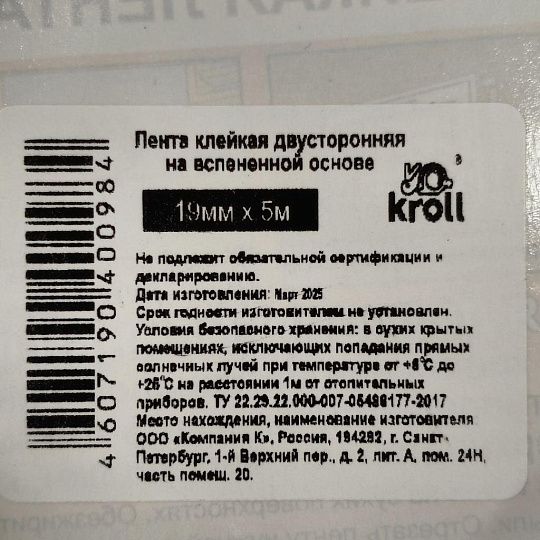 Лента клейкая двусторонняя
на вспененной основе
19мм x 5м
kroll
Не подлежит обязательной сертификации и
декларированию.
Дата изготовления: Март 2025
Срок годности изготовителем не установлен.
Условия безопасного хранения: в сухих крытых
помещениях, исключающих попадания прямых
солнечных лучей при температуре от +5°С до
+25°С на расстоянии 1м от отопительных
приборов. ТУ 22.29.22.000-007-05486177-2017
Место нахождения, наименование изготовителя
ООО «Компания К», Россия, 194292, г. Санкт-
Петербург, 1-й Верхний пер., д. 2, лит. А, пом. 24Н,
часть помещ. 20.
4 607190 400984